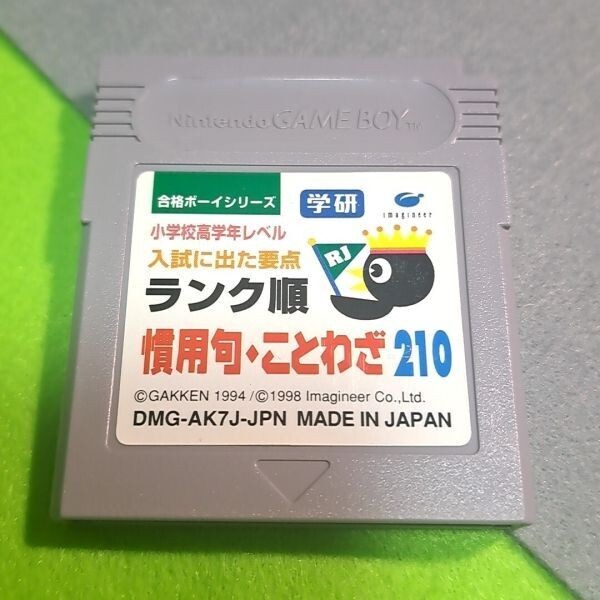 Nintendo GAME BOY™
合格ボーイシリーズ
学研
imagineer
小学校高学年レベル
入試に出た要点
RJ
ランク順
慣用句・ことわざ210
©GAKKEN 1994/©1998 Imagineer Co.,Ltd.
DMG-AK7J-JPN MADE IN JAPAN